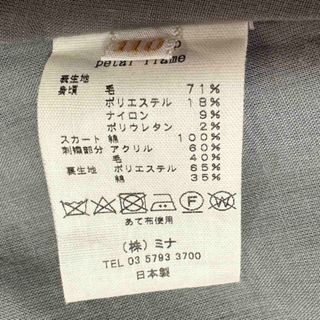 110
petal frame
表生地
身頃 毛 71%
ポリエステル 18%
ナイロン 9%
ポリウレタン 2%
スカート 綿 100%
刺繍部分 アクリル 60%
毛 40%
裏生地 ポリエステル 65%
綿 35%
あて布使用
(株) ミナ
TEL 03 5793 3700
日本製